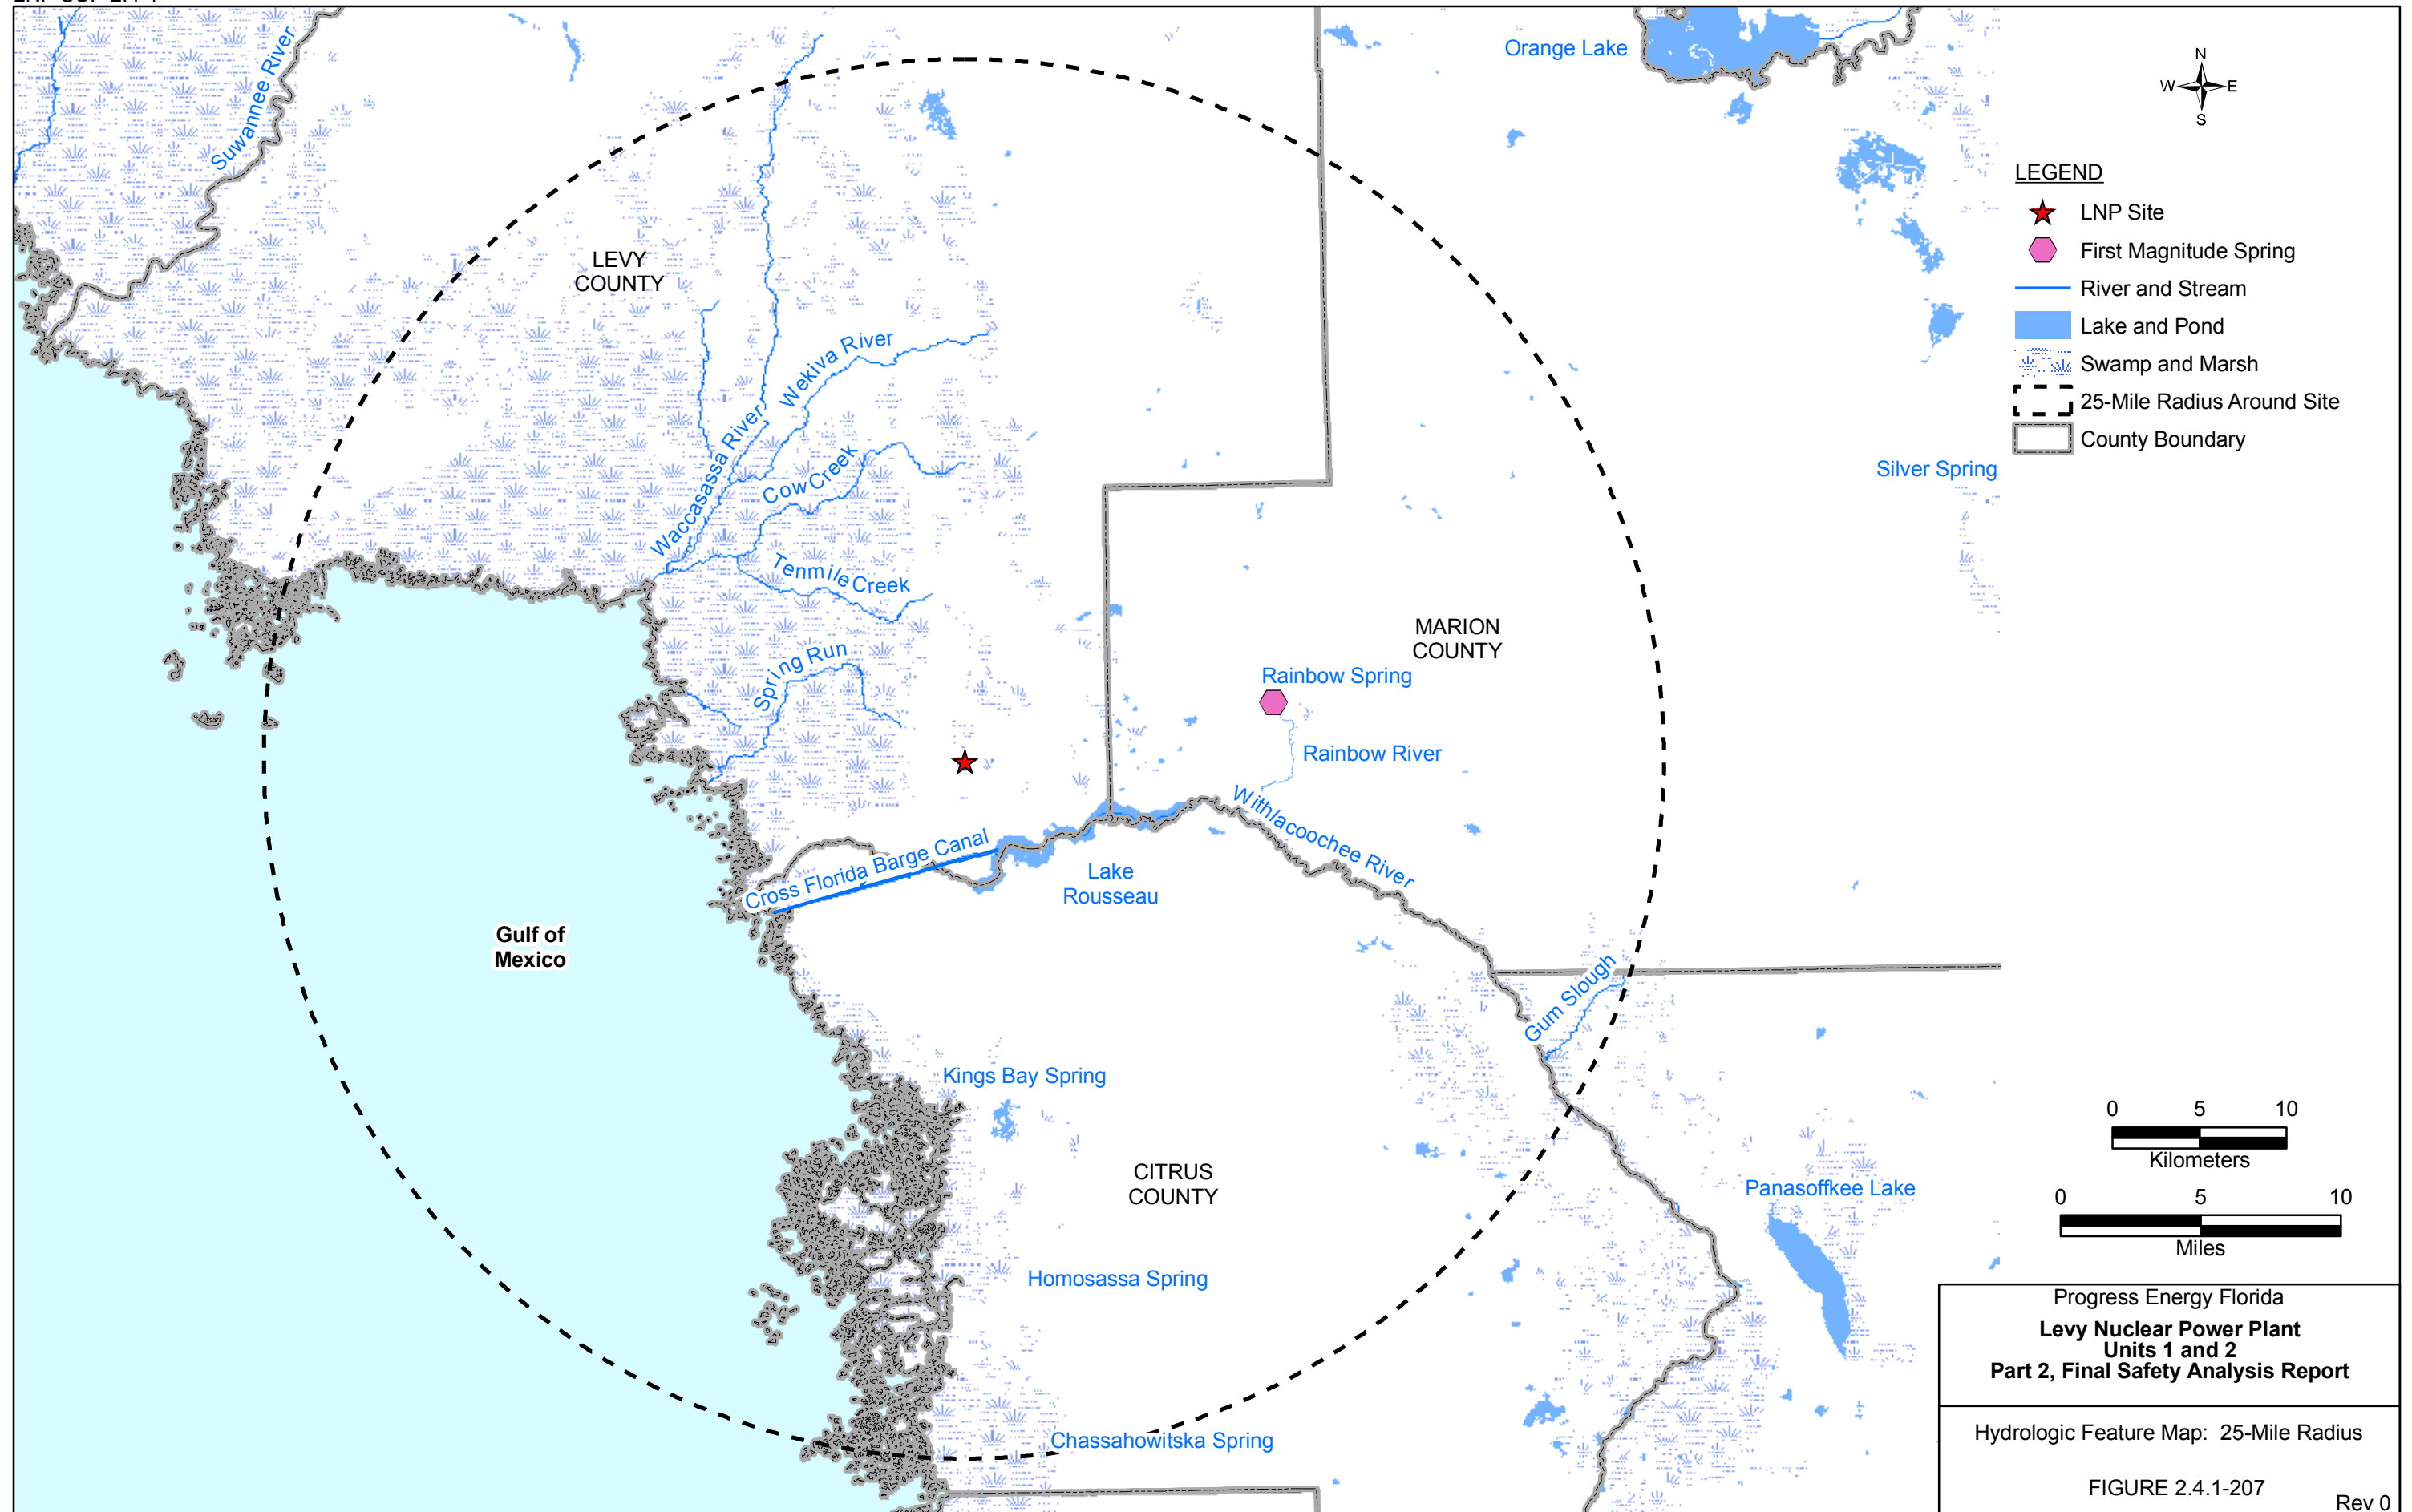 Orange Lake
N
W E
S
Suwannee River
LEGEND
LNP Site
First Magnitude Spring
River and Stream
Lake and Pond
Swamp and Marsh
25-Mile Radius Around Site
County Boundary
LEVY
COUNTY
Wekiva River
Waccasassa River
Cow Creek
Silver Spring
Tenmile Creek
MARION
COUNTY
Spring Run
Rainbow Spring
Rainbow River
Withlacoochee River
Cross Florida Barge Canal
Lake
Rousseau
Gulf of
Mexico
Gum Slough
Kings Bay Spring
CITRUS
COUNTY
Panasoffkee Lake
Homosassa Spring
Chassahowitska Spring
0 5 10
Kilometers
0 5 10
Miles
Progress Energy Florida
Levy Nuclear Power Plant
Units 1 and 2
Part 2, Final Safety Analysis Report
Hydrologic Feature Map: 25-Mile Radius
FIGURE 2.4.1-207
Rev 0